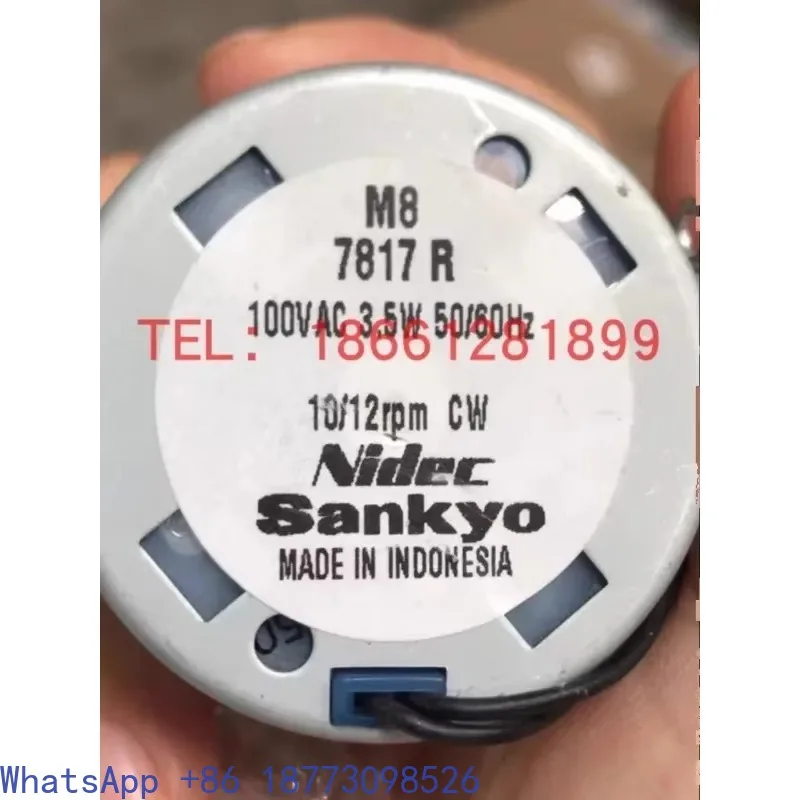 M8
7817 R
100VAC 3.5W 50/60Hz
TEL: 18661281899
10/12rpm CW
Nidec
Sankyo
MADE IN INDONESIA
WhatsApp +86 18773098526